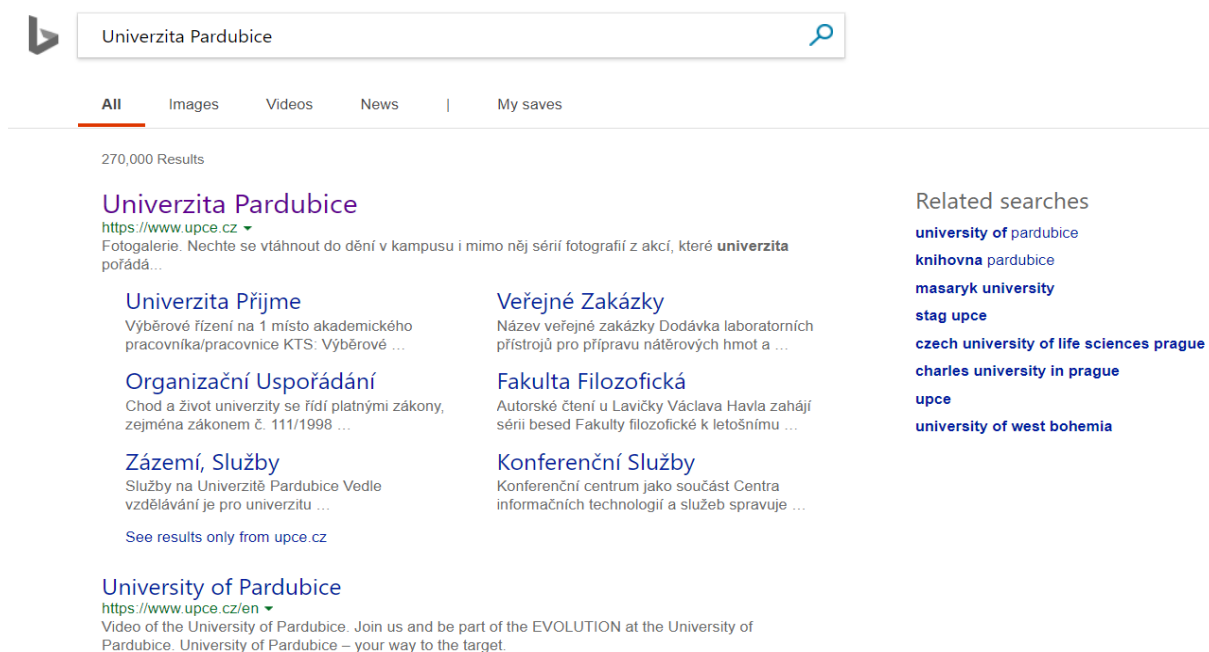 Univerzita Pardubice
All Images Videos News | My saves
270,000 Results
Univerzita Pardubice
https://www.upce.cz
Fotogalerie. Nechte se vtáhnout do dění v kampusu i mimo něj sérií fotografií z akcí, které univerzita
pořádá...
Univerzita Přijme
Výběrové řízení na 1 místo akademického
pracovníka/pracovnice KTS: Výběrové …
Veřejné Zakázky
Název veřejné zakázky Dodávka laboratorních
přístrojů pro přípravu nátěrových hmot a …
Organizační Uspořádání
Chod a život univerzity se řídí platnými zákony,
zejména zákonem č. 111/1998 …
Fakulta Filozofická
Autorské čtení u Lavičky Václava Havla zahájí
sérii besed Fakulty filozofické k letošnímu …
Zázemí, Služby
Služby na Univerzitě Pardubice Vedle
vzdělávání je pro univerzitu …
Konferenční Služby
Konferenční centrum jako součást Centra
informačních technologií a služeb spravuje …
See results only from upce.cz
University of Pardubice
https://www.upce.cz/en
Video of the University of Pardubice. Join us and be part of the EVOLUTION at the University of
Pardubice. University of Pardubice – your way to the target.
Related searches
university of pardubice
knihovna pardubice
masaryk university
stag upce
czech university of life sciences prague
charles university in prague
upce
university of west bohemia